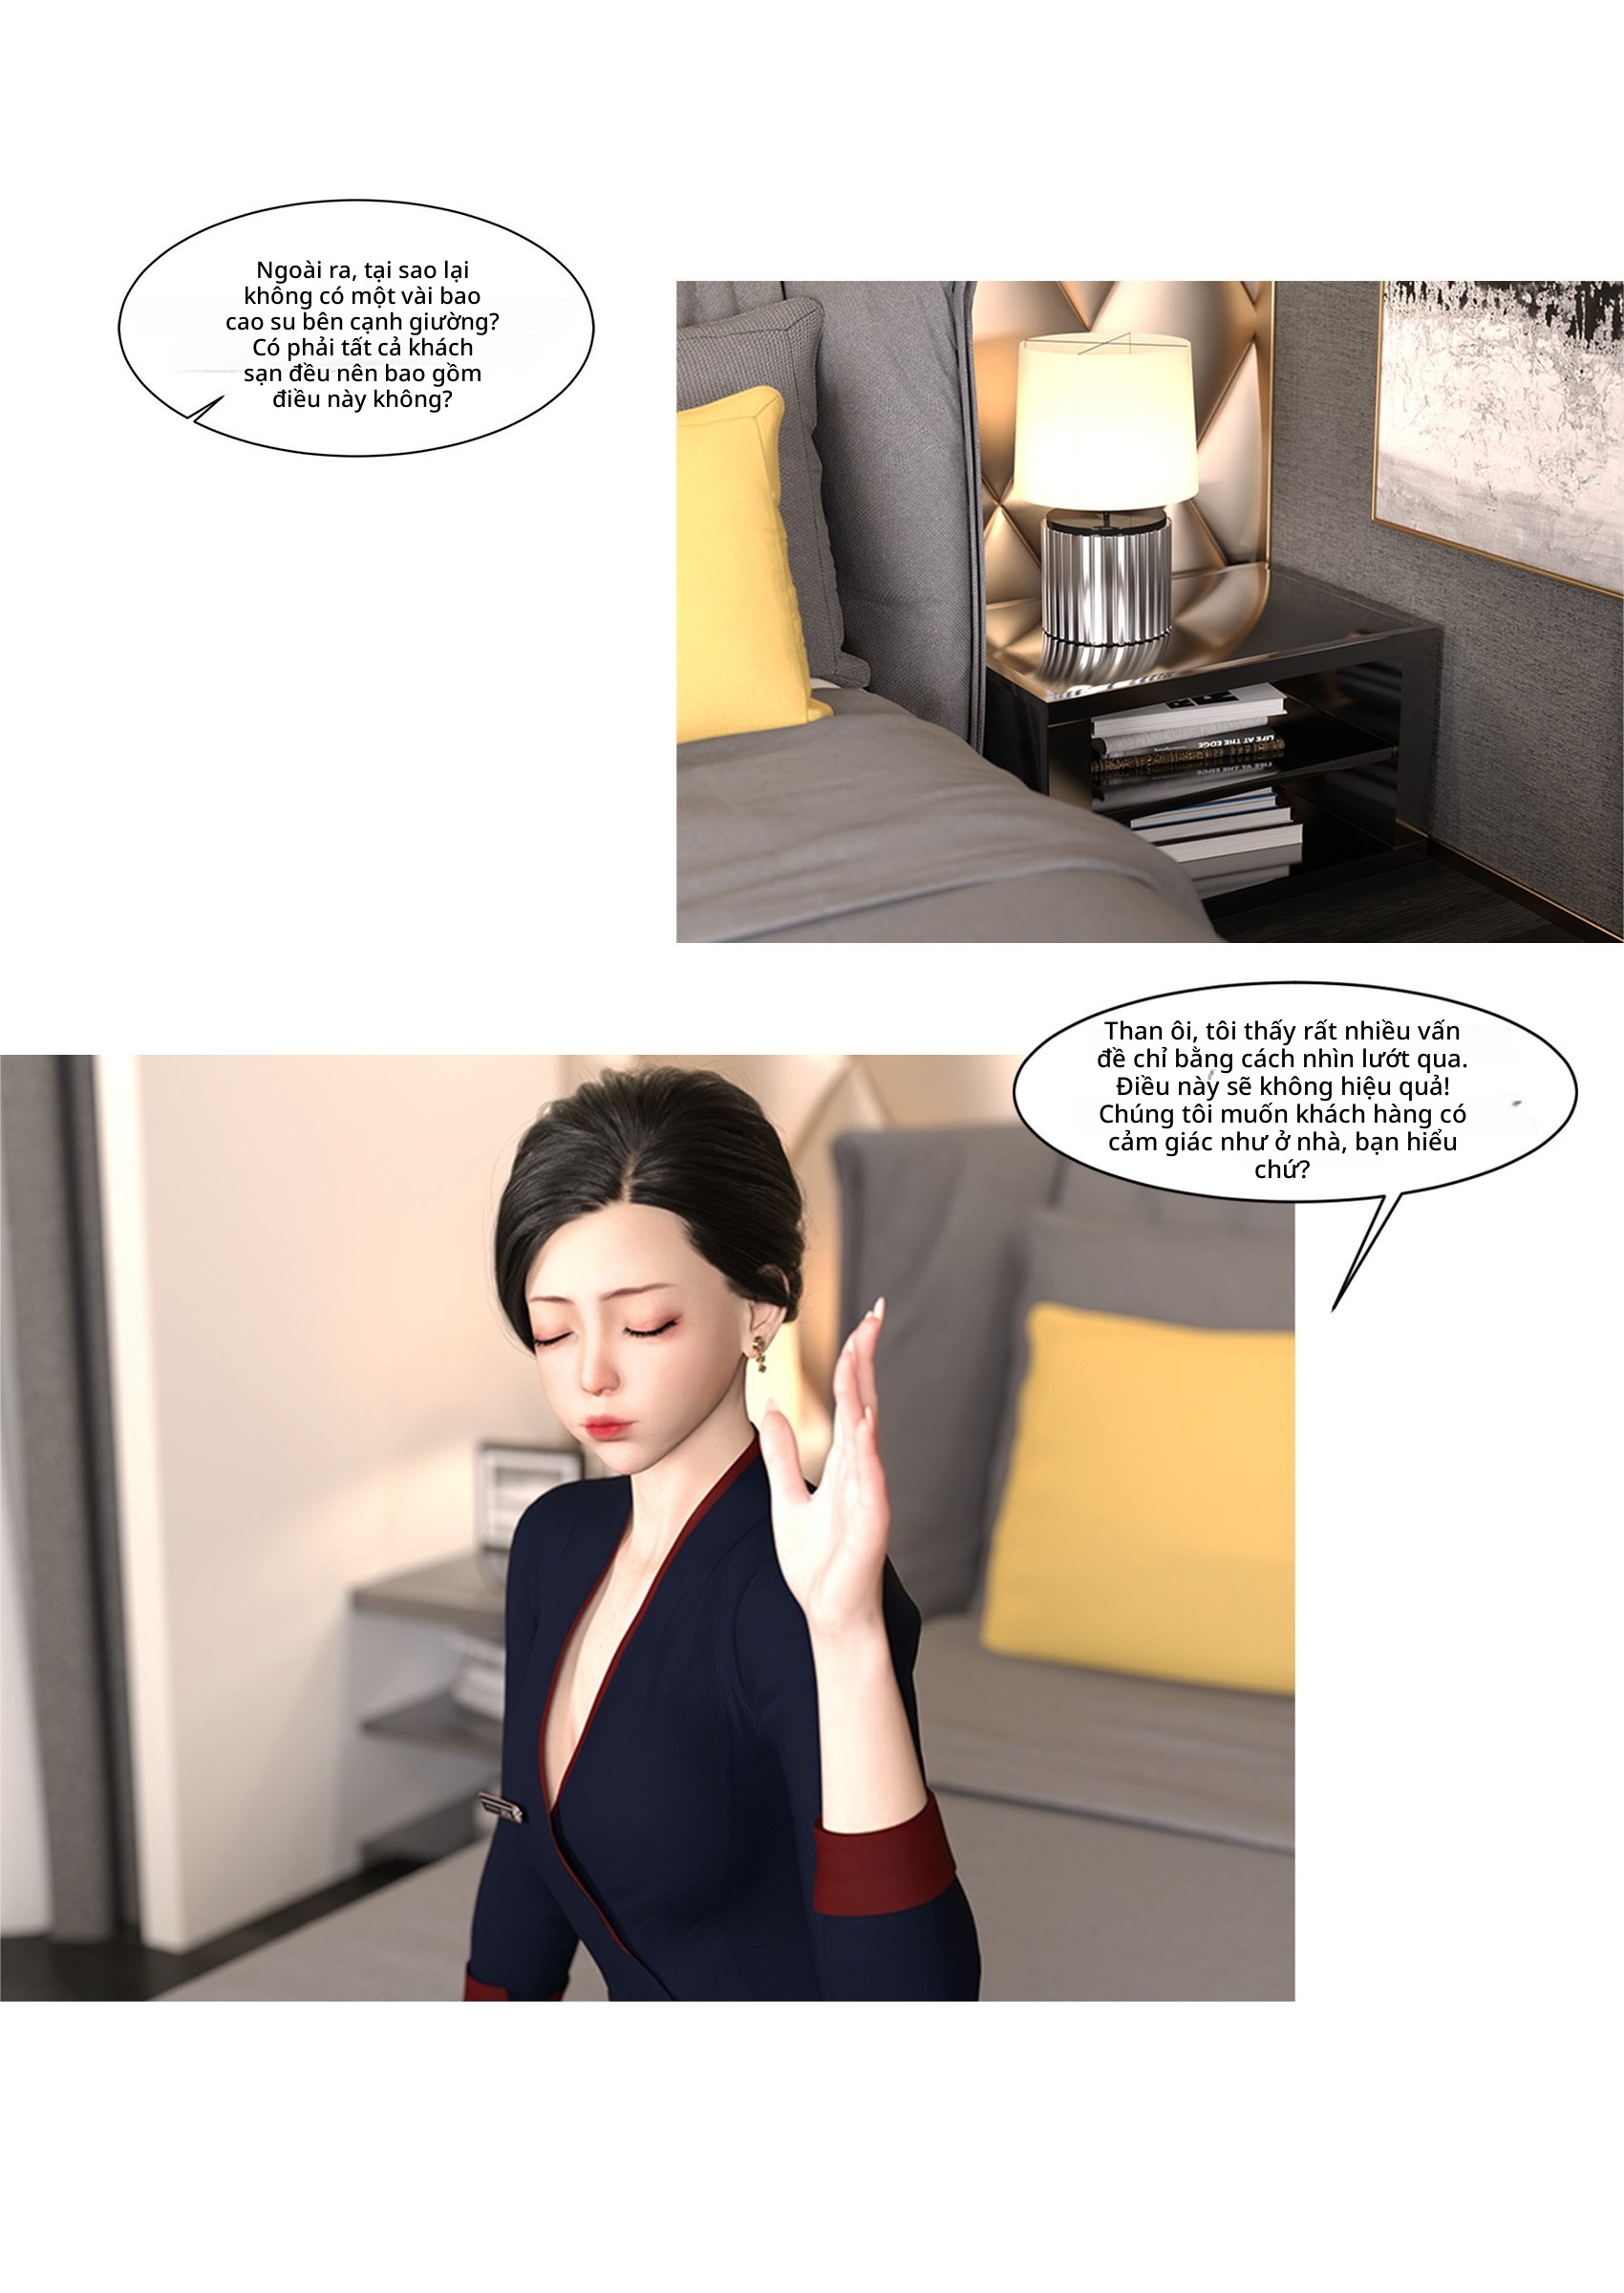 Ngoài ra, tại sao lại
không có một vài bao
cao su bên cạnh giường?
Có phải tất cả khách
sạn đều nên bao gồm
điều này không?
LIFE AT THE EDGE
Than ôi, tôi thấy rất nhiều vấn
đề chỉ bằng cách nhìn lướt qua.
Điều này sẽ không hiệu quả!
Chúng tôi muốn khách hàng có
cảm giác như ở nhà, bạn hiểu
chứ?